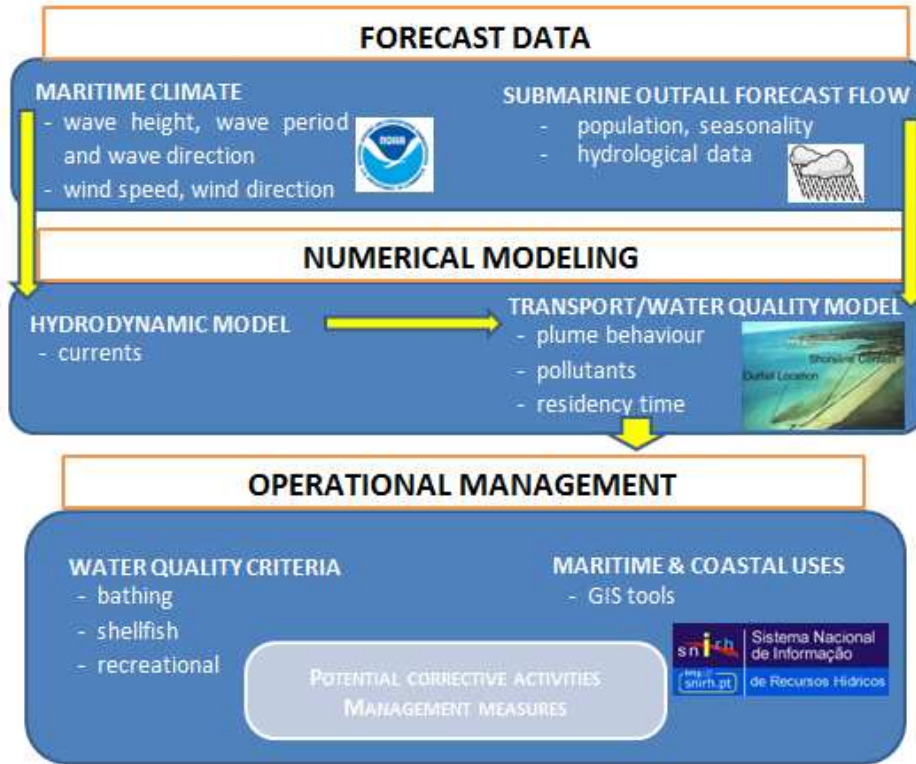 FORECAST DATA
MARITIME CLIMATE
- wave height, wave period
and wave direction
- wind speed, wind direction
NOAA
SUBMARINE OUTFALL FORECAST FLOW
- population, seasonality
- hydrological data
NUMERICAL MODELING
HYDRODYNAMIC MODEL
- currents
TRANSPORT/WATER QUALITY MODEL
- plume behaviour
- pollutants
- residency time
Shoreline Contact
Outfall Location
OPERATIONAL MANAGEMENT
WATER QUALITY CRITERIA
- bathing
- shellfish
- recreational
MARITIME & COASTAL USES
- GIS tools
snirh
Sistema Nacional
de Informação
http://
snirh.pt
de Recursos Hídricos
POTENTIAL CORRECTIVE ACTIVITIES
MANAGEMENT MEASURES